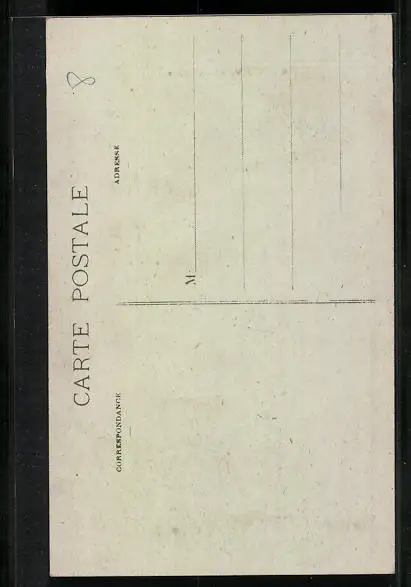 CARTE POSTALE
CORRESPONDANCE
ADRESSE
M
8